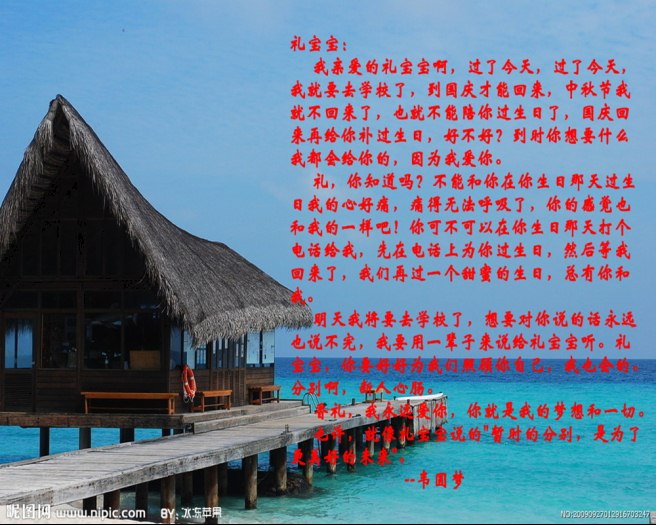 礼宝宝：
我亲爱的礼宝宝啊，过了今天，过了今天，
我就要去学校了，到国庆才能回来，中秋节我
就不回来了，也就不能陪你过生日了，国庆回
来再给你补过生日，好不好？到时你想要什么
我都会给你的，因为我爱你。
礼，你知道吗？不能和你在你生日那天过生
日我的心好痛，痛得无法呼吸了，你的感觉也
和我的一样吧！你可不可以在你生日那天打个
电话给我，先在电话上为你过生日，然后等我
回来了，我们再过一个甜蜜的生日，总有你和
我。
明天我将要去学校了，想要对你说的话永远
也说不完，我要用一辈子来说给礼宝宝听。礼
宝宝，你要好好为我们照顾你自己，我也会的。
分别啊，
礼，我永远爱你，你就是我的梦想和一切。
就像礼宝宝说的"暂时的分别，是为了
更美好的未来"。
--韦圆梦
昵图网 www.nipic.com BY：冰冻苹果
NO:20090927012916703247